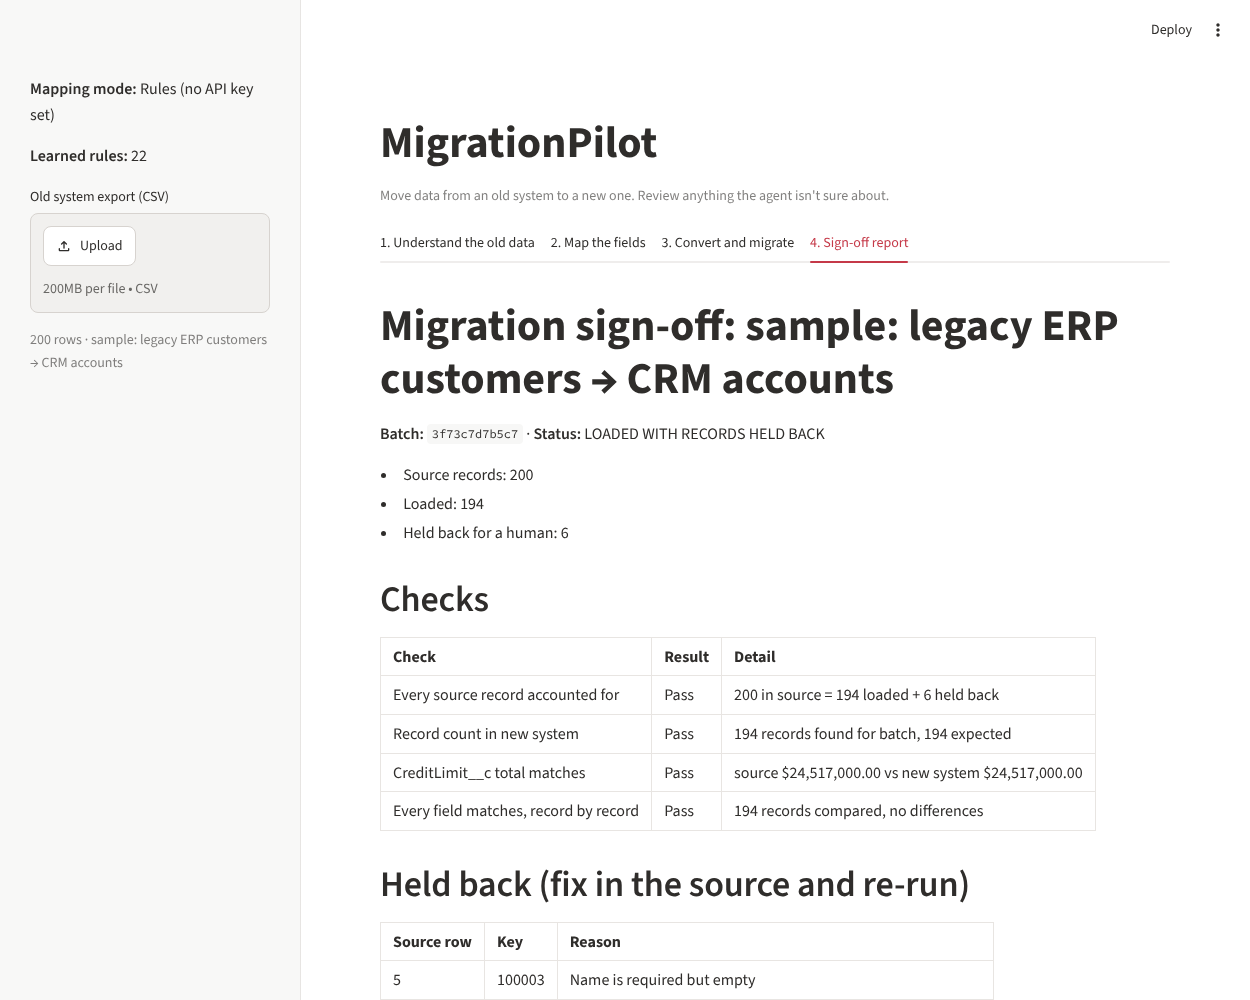 Deploy
Mapping mode: Rules (no API key
set)
Learned rules: 22
Old system export (CSV)
Upload
200MB per file • CSV
200 rows · sample: legacy ERP customers
→ CRM accounts
MigrationPilot
Move data from an old system to a new one. Review anything the agent isn't sure about.
1. Understand the old data 2. Map the fields 3. Convert and migrate 4. Sign-off report
Migration sign-off: sample: legacy ERP
customers → CRM accounts
Batch: 3f73c7d7b5c7 · Status: LOADED WITH RECORDS HELD BACK
• Source records: 200
• Loaded: 194
• Held back for a human: 6
Checks
Check Result Detail
Every source record accounted for Pass 200 in source = 194 loaded + 6 held back
Record count in new system Pass 194 records found for batch, 194 expected
CreditLimit__c total matches Pass source $24,517,000.00 vs new system $24,517,000.00
Every field matches, record by record Pass 194 records compared, no differences
Held back (fix in the source and re-run)
Source row Key Reason
5 100003 Name is required but empty